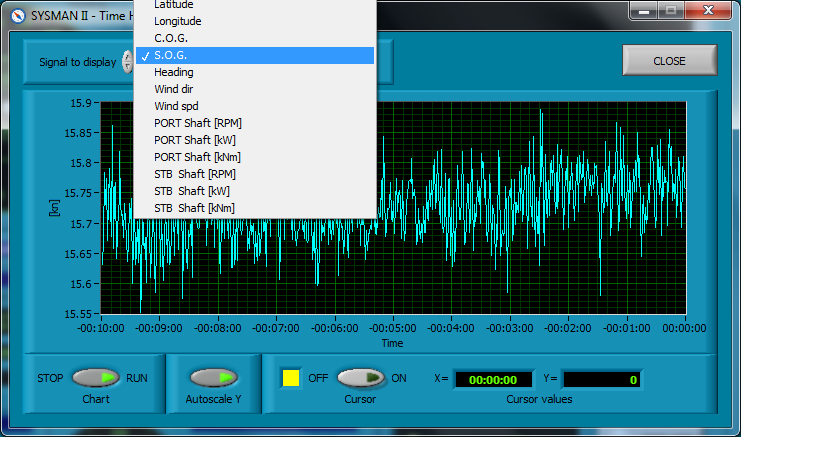 SYSMAN II - Time H
Latitude
Longitude
C.O.G.
✓ S.O.G.
Heading
Wind dir
Wind spd
PORT Shaft [RPM]
PORT Shaft [kW]
PORT Shaft [kNm]
STB Shaft [RPM]
STB Shaft [kW]
STB Shaft [kNm]
Signal to display
CLOSE
15.9
15.85
15.8
15.75
15.7
15.65
15.6
15.55
[kn]
-00:10:00 -00:09:00 -00:08:00 -00:07:00 -00:06:00 -00:05:00 -00:04:00 -00:03:00 -00:02:00 -00:01:00 00:00:00
Time
STOP RUN
Chart
Autoscale Y
OFF ON
Cursor
X= 00:00:00 Y= 0
Cursor values